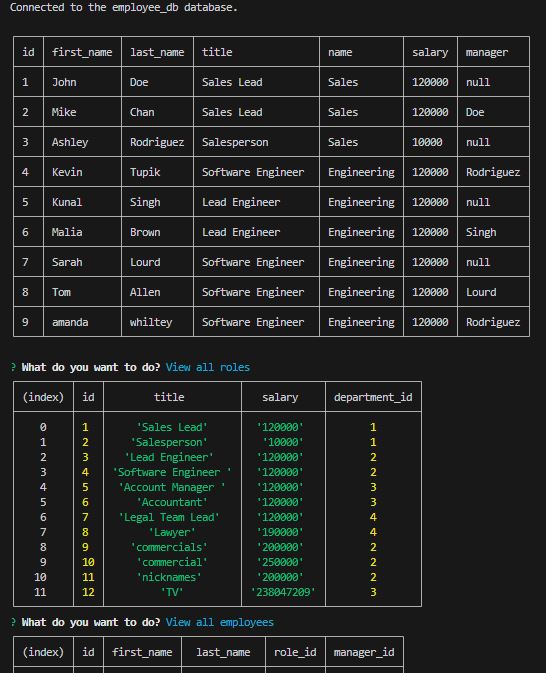 Connected to the employee_db database.
id first_name last_name title name salary manager
1 John Doe Sales Lead Sales 120000 null
2 Mike Chan Sales Lead Sales 120000 Doe
3 Ashley Rodriguez Salesperson Sales 10000 null
4 Kevin Tupik Software Engineer Engineering 120000 Rodriguez
5 Kunal Singh Lead Engineer Engineering 120000 null
6 Malia Brown Lead Engineer Engineering 120000 Singh
7 Sarah Lourd Software Engineer Engineering 120000 null
8 Tom Allen Software Engineer Engineering 120000 Lourd
9 amanda whiltey Software Engineer Engineering 120000 Rodriguez
? What do you want to do? View all roles
(index) id title salary department_id
0 1 'Sales Lead' '120000' 1
1 2 'Salesperson' '10000' 1
2 3 'Lead Engineer' '120000' 2
3 4 'Software Engineer ' '120000' 2
4 5 'Account Manager ' '120000' 3
5 6 'Accountant' '120000' 3
6 7 'Legal Team Lead' '120000' 4
7 8 'Lawyer' '190000' 4
8 9 'commercials' '200000' 2
9 10 'commercial' '250000' 2
10 11 'nicknames' '200000' 2
11 12 'TV' '238047209' 3
? What do you want to do? View all employees
(index) id first_name last_name role_id manager_id